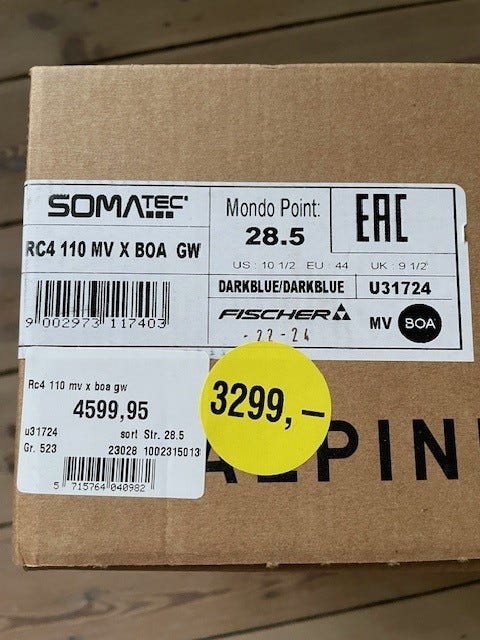 SOMATEC
Mondo Point:
28.5
EAC
RC4 110 MV X BOA GW
US : 10 1/2 EU : 44 UK : 9 1/2
DARKBLUE/DARKBLUE
U31724
9 002973 117403
FISCHER
MV BOA
- 22 - 24
Rc4 110 mv x boa gw
4599,95
u31724 sort Str. 28.5
Gr. 523 23028 1002315013
5 715764 040982
3299,–
ALPIN